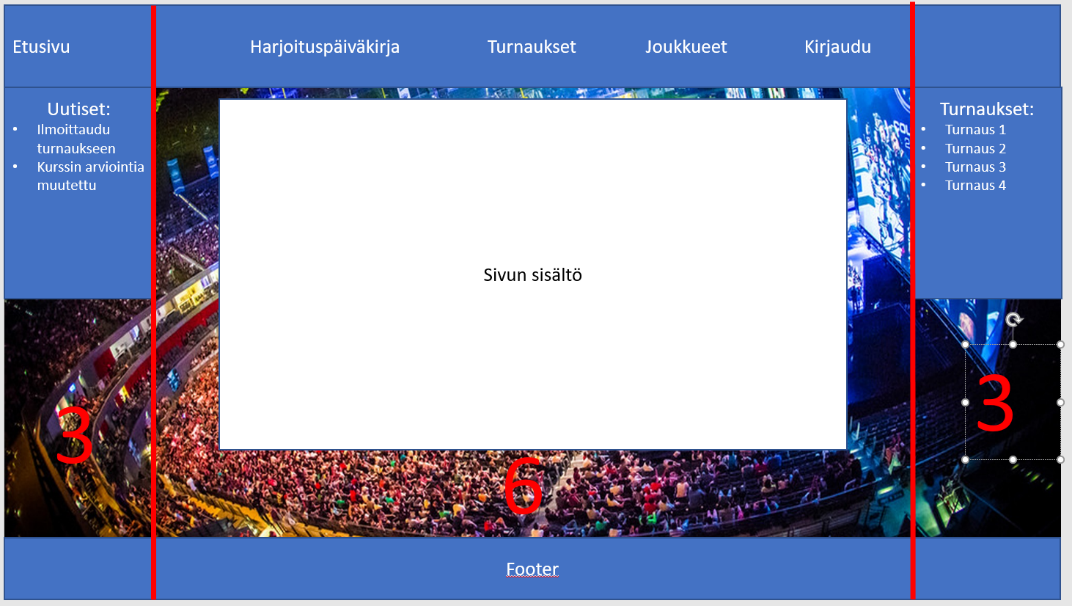 Etusivu
Harjoituspäiväkirja
Turnaukset
Joukkueet
Kirjaudu
Uutiset:
• Ilmoittaudu
turnaukseen
• Kurssin arviointia
muutettu
Turnaukset:
• Turnaus 1
• Turnaus 2
• Turnaus 3
• Turnaus 4
Sivun sisältö
3
6
3
Footer